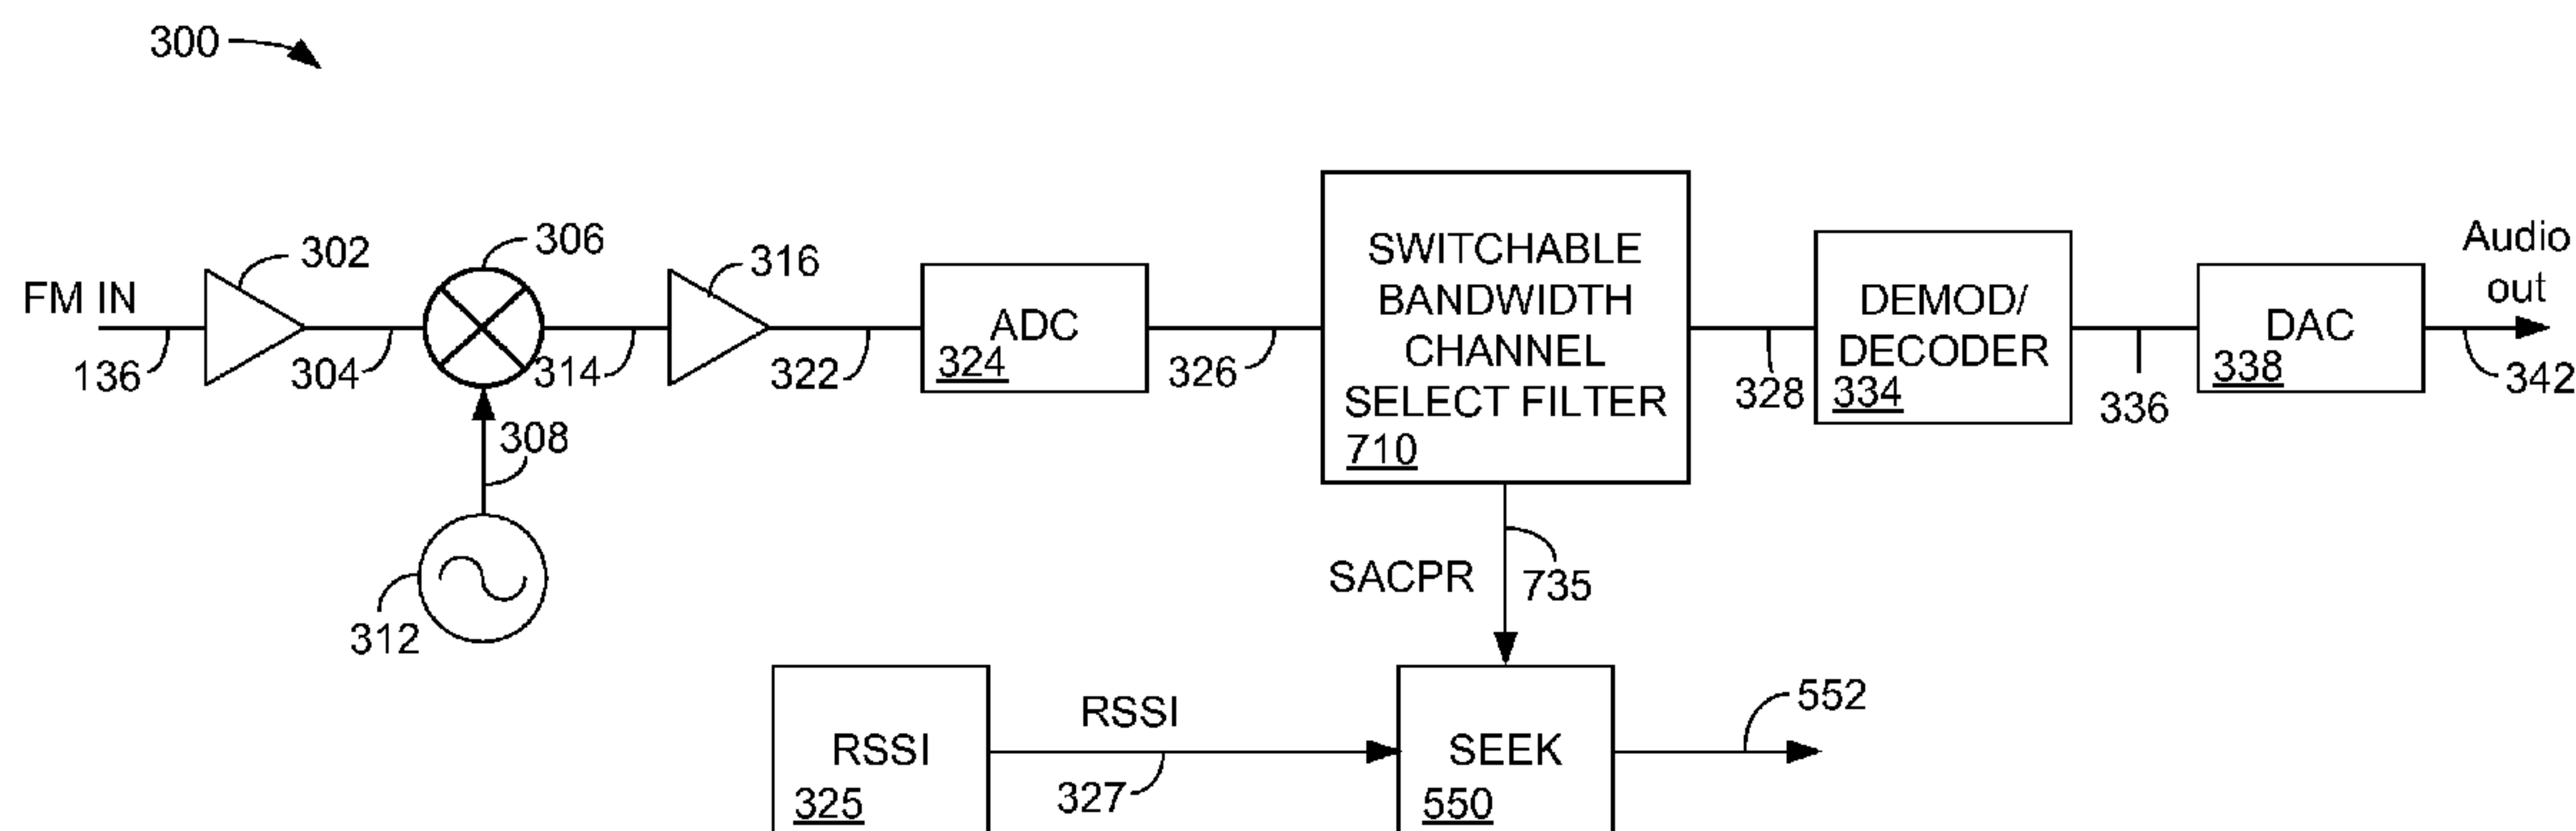 300
FM IN
136
302
304
306
308
312
314
316
322
ADC
324
326
SWITCHABLE
BANDWIDTH
CHANNEL
SELECT FILTER
710
328
DEMOD/
DECODER
334
336
DAC
338
Audio
out
342
SACPR
735
RSSI
325
RSSI
327
SEEK
550
552